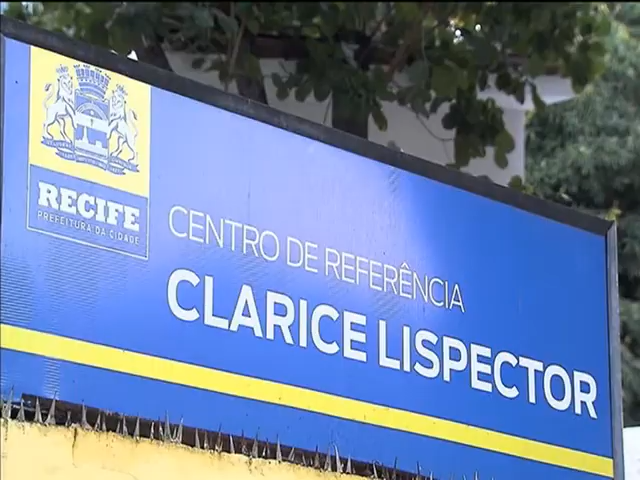 RECIFE
PREFEITURA DA CIDADE
CENTRO DE REFERÊNCIA
CLARICE LISPECTOR